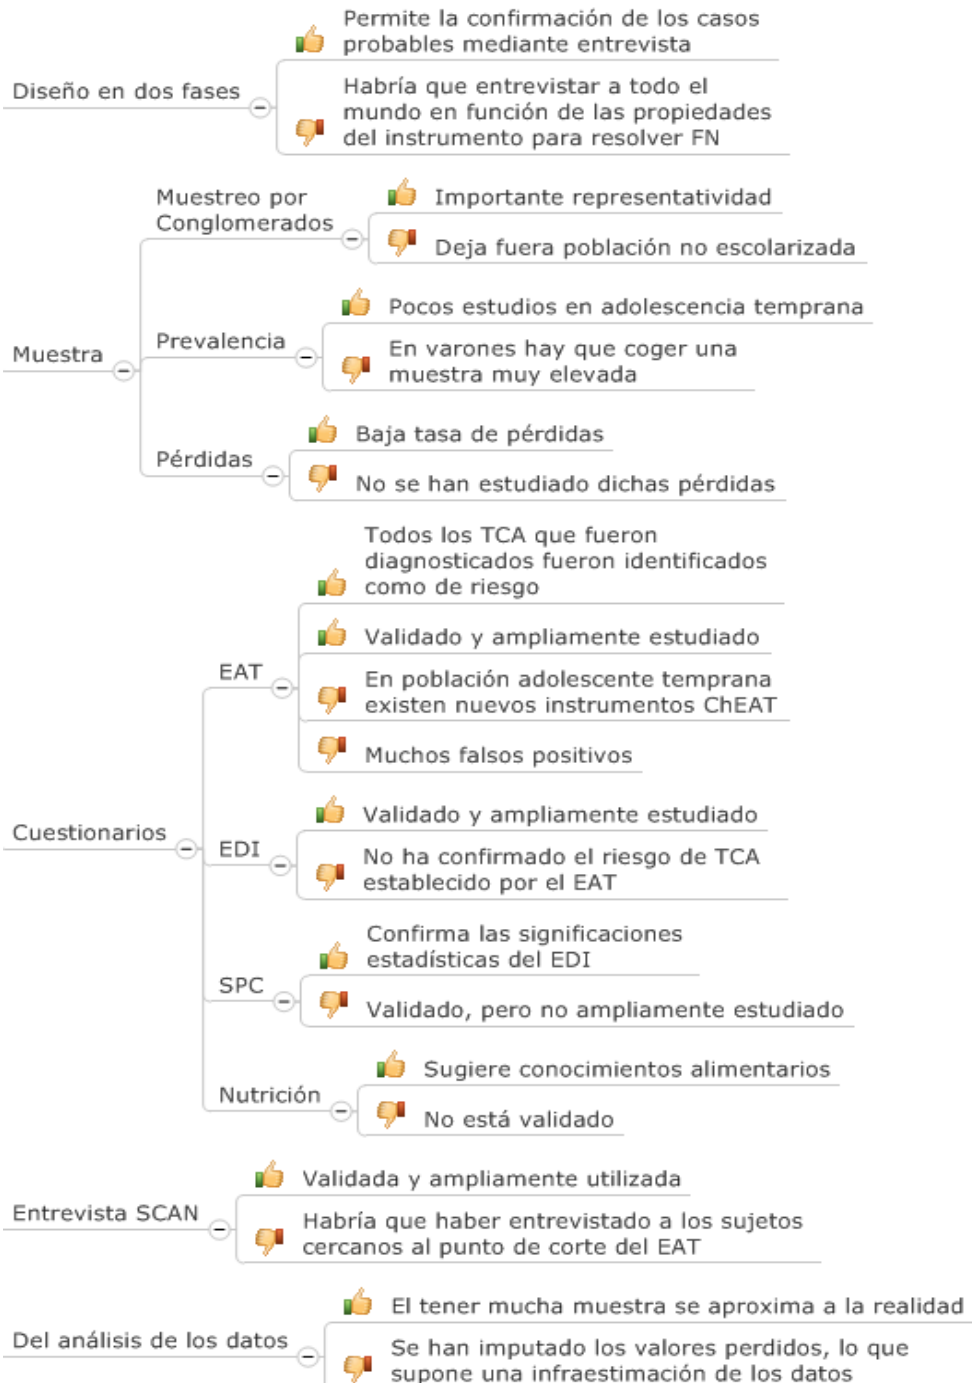 Diseño en dos fases
Permite la confirmación de los casos
probables mediante entrevista
Habría que entrevistar a todo el
mundo en función de las propiedades
del instrumento para resolver FN
Muestra
Muestreo por
Conglomerados
Importante representatividad
Deja fuera población no escolarizada
Prevalencia
Pocos estudios en adolescencia temprana
En varones hay que coger una
muestra muy elevada
Pérdidas
Baja tasa de pérdidas
No se han estudiado dichas pérdidas
Cuestionarios
EAT
Todos los TCA que fueron
diagnosticados fueron identificados
como de riesgo
Validado y ampliamente estudiado
En población adolescente temprana
existen nuevos instrumentos ChEAT
Muchos falsos positivos
EDI
Validado y ampliamente estudiado
No ha confirmado el riesgo de TCA
establecido por el EAT
SPC
Confirma las significaciones
estadísticas del EDI
Validado, pero no ampliamente estudiado
Nutrición
Sugiere conocimientos alimentarios
No está validado
Entrevista SCAN
Validada y ampliamente utilizada
Habría que haber entrevistado a los sujetos
cercanos al punto de corte del EAT
Del análisis de los datos
El tener mucha muestra se aproxima a la realidad
Se han imputado los valores perdidos, lo que
supone una infraestimación de los datos